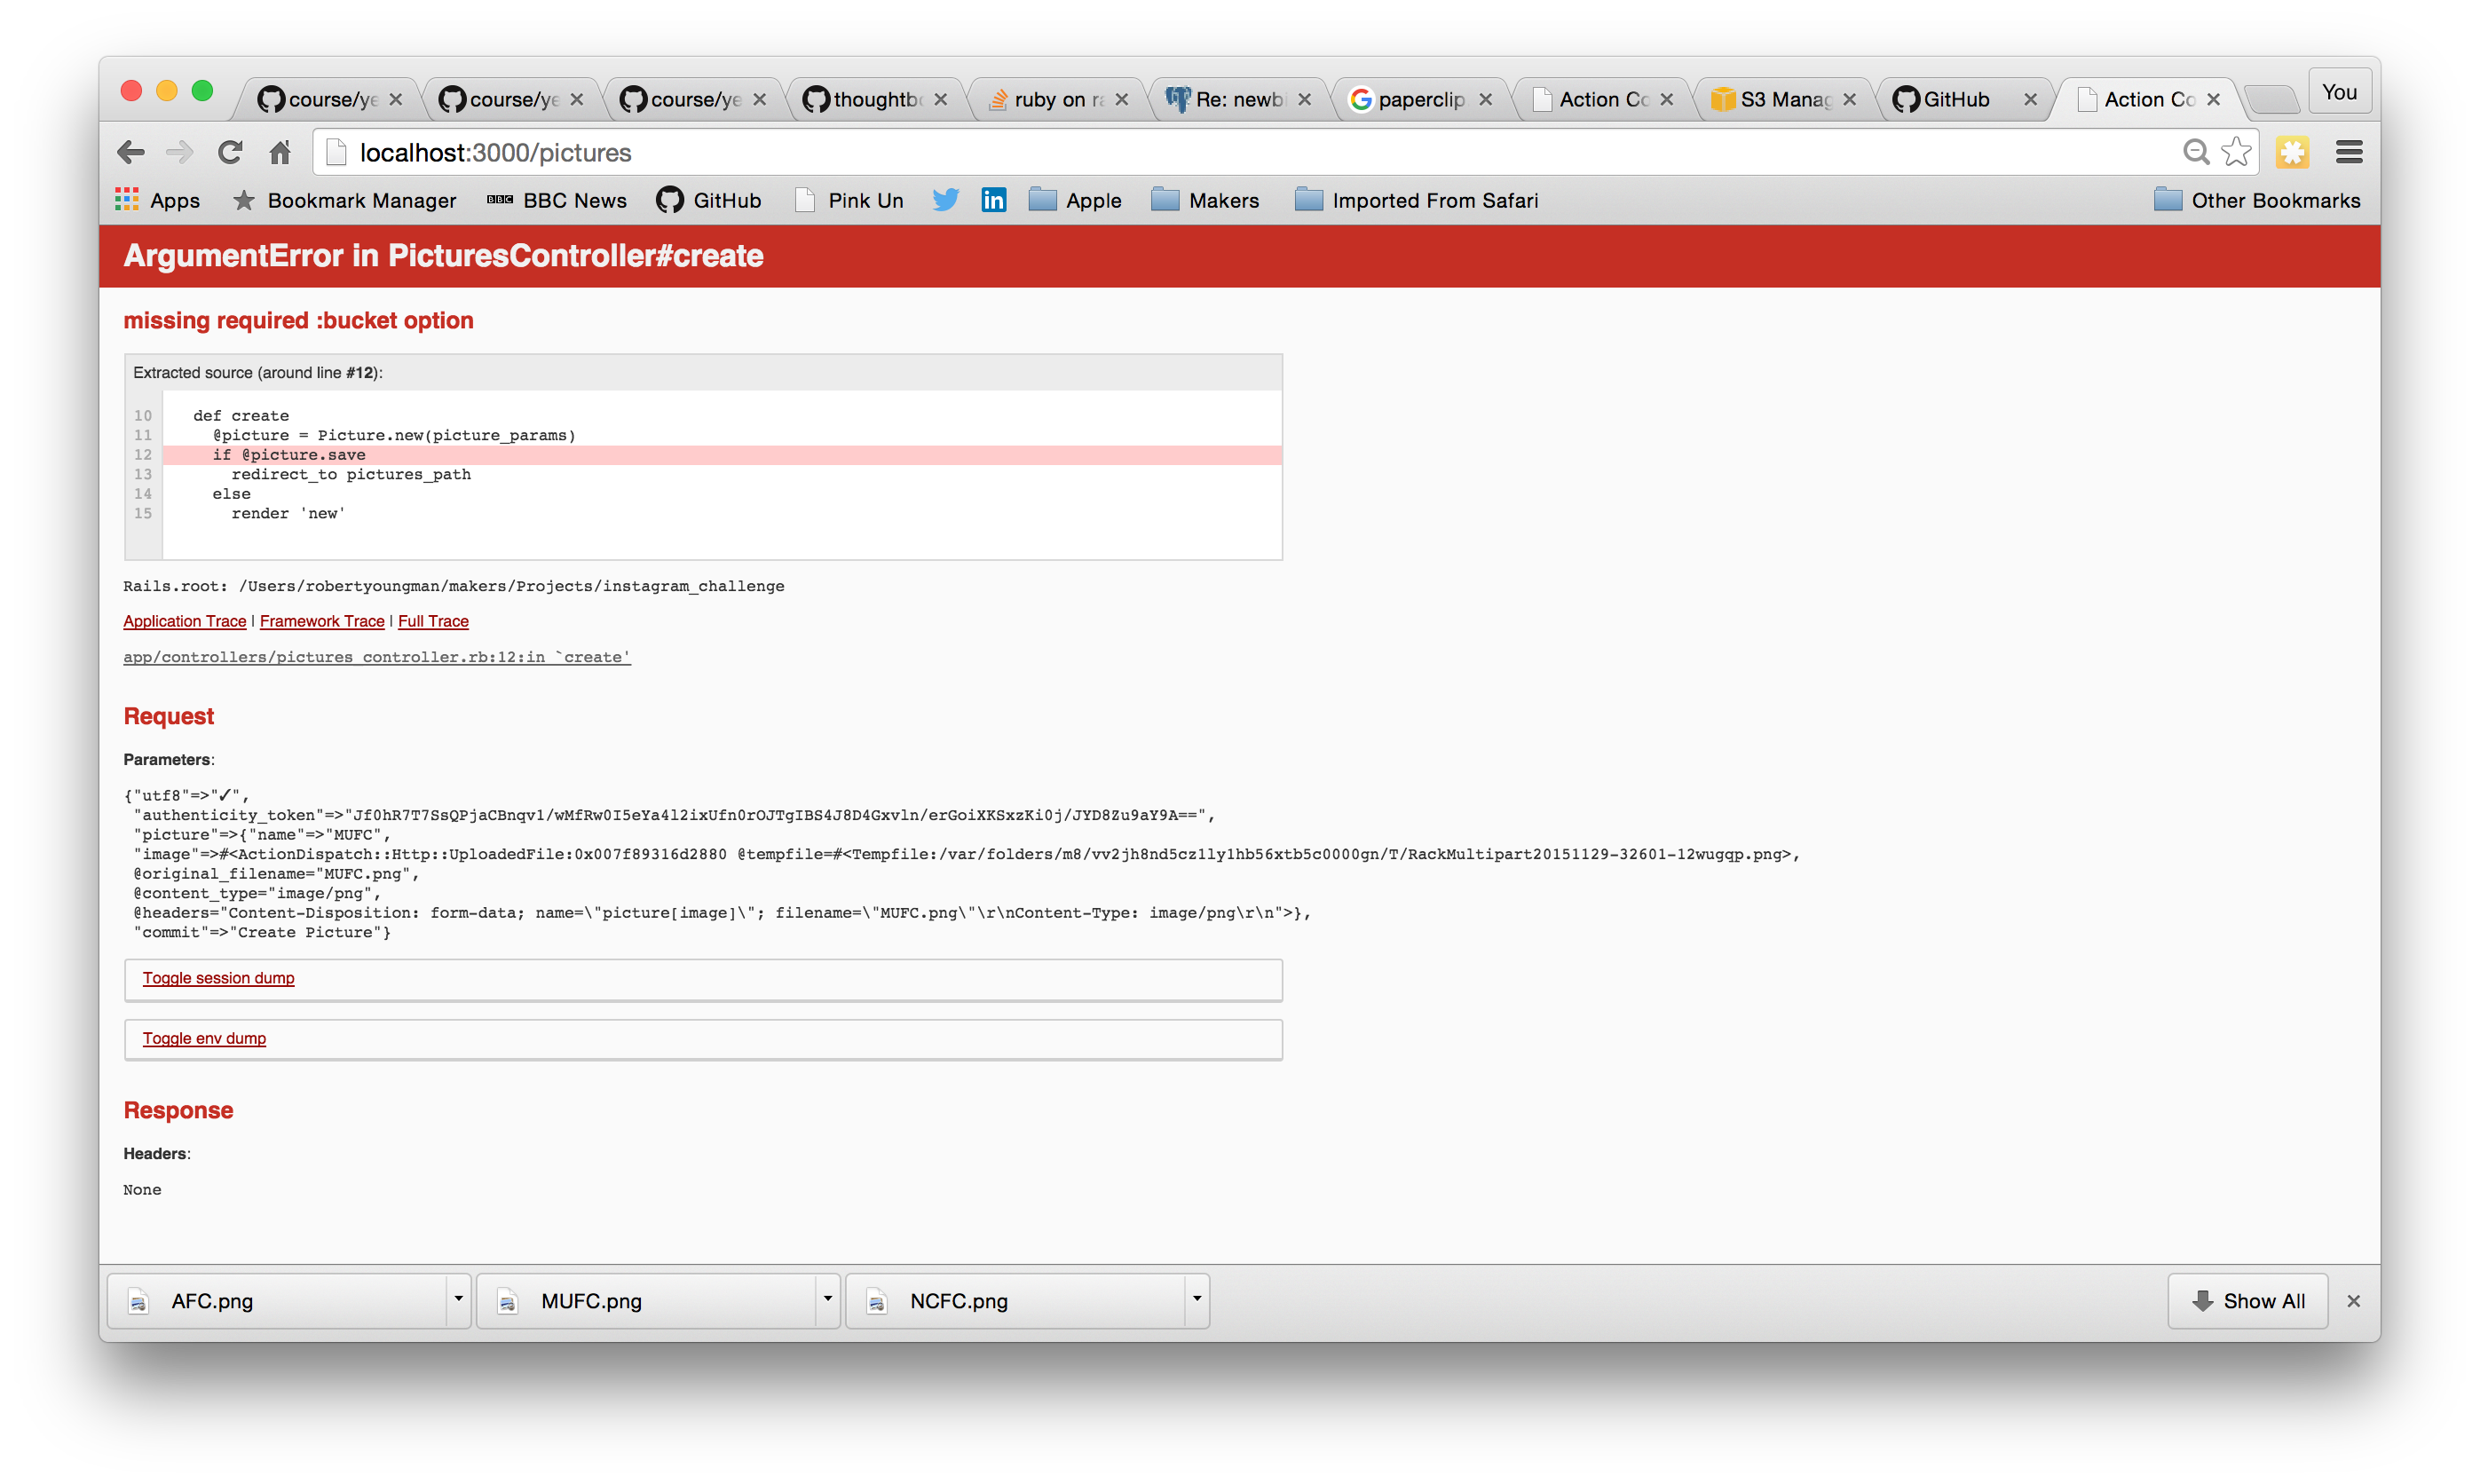 course/ye course/ye course/ye thoughtbo ruby on ra Re: newbi paperclip Action Co S3 Manag GitHub Action Co You
localhost:3000/pictures
Apps Bookmark Manager BBC BBC News GitHub Pink Un in Apple Makers Imported From Safari Other Bookmarks
ArgumentError in PicturesController#create
missing required :bucket option
Extracted source (around line #12):
10 def create
11 @picture = Picture.new(picture_params)
12 if @picture.save
13 redirect_to pictures_path
14 else
15 render 'new'
Rails.root: /Users/robertyoungman/makers/Projects/instagram_challenge
Application Trace | Framework Trace | Full Trace
app/controllers/pictures_controller.rb:12:in `create'
Request
Parameters:
{"utf8"=>"✓",
"authenticity_token"=>"Jf0hR7T7SsQPjaCBnqv1/wMfRw0I5eYa4l2ixUfn0rOJTgIBS4J8D4Gxvln/erGoiXKSxzKi0j/JYD8Zu9aY9A==",
"picture"=>{"name"=>"MUFC",
"image"=>#<ActionDispatch::Http::UploadedFile:0x007f89316d2880 @tempfile=#<Tempfile:/var/folders/m8/vv2jh8nd5cz1ly1hb56xtb5c0000gn/T/RackMultipart20151129-32601-12wugqp.png>,
@original_filename="MUFC.png",
@content_type="image/png",
@headers="Content-Disposition: form-data; name=\"picture[image]\"; filename=\"MUFC.png\"\r\nContent-Type: image/png\r\n">},
"commit"=>"Create Picture"}
Toggle session dump
Toggle env dump
Response
Headers:
None
AFC.png MUFC.png NCFC.png Show All